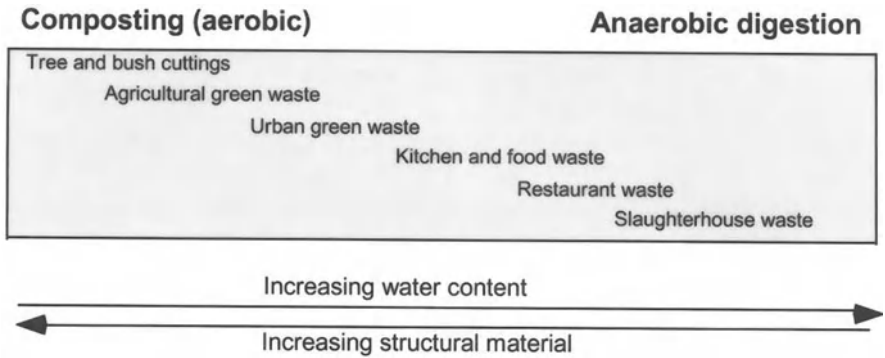 Composting (aerobic) Anaerobic digestion
Tree and bush cuttings
Agricultural green waste
Urban green waste
Kitchen and food waste
Restaurant waste
Slaughterhouse waste
Increasing water content
Increasing structural material